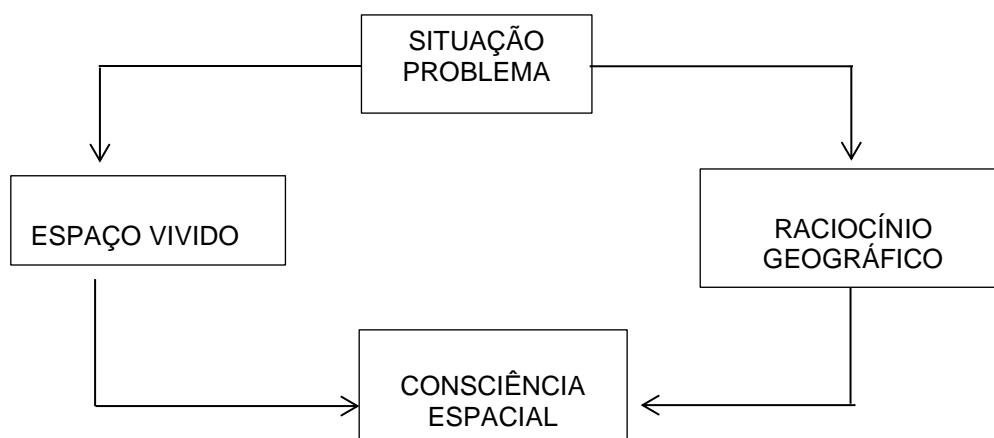 SITUAÇÃO
PROBLEMA
ESPAÇO VIVIDO
RACIOCÍNIO
GEOGRÁFICO
CONSCIÊNCIA
ESPACIAL